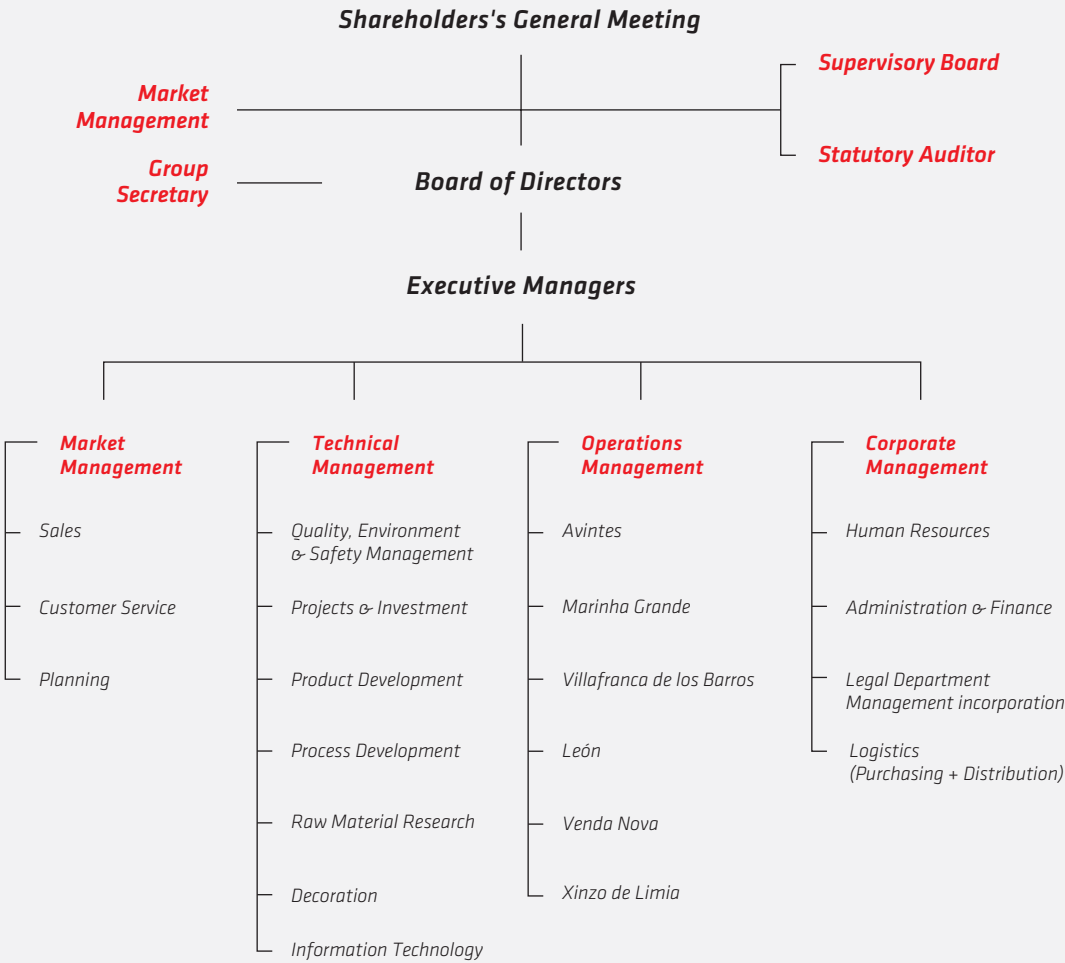 Shareholders's General Meeting
Supervisory Board
Market
Management
Statutory Auditor
Group
Secretary
Board of Directors
Executive Managers
Market
Management
Sales
Customer Service
Planning
Technical
Management
Quality, Environment
& Safety Management
Projects & Investment
Product Development
Process Development
Raw Material Research
Decoration
Information Technology
Operations
Management
Avintes
Marinha Grande
Villafranca de los Barros
León
Venda Nova
Xinzo de Limia
Corporate
Management
Human Resources
Administration & Finance
Legal Department
Management incorporation
Logistics
(Purchasing + Distribution)